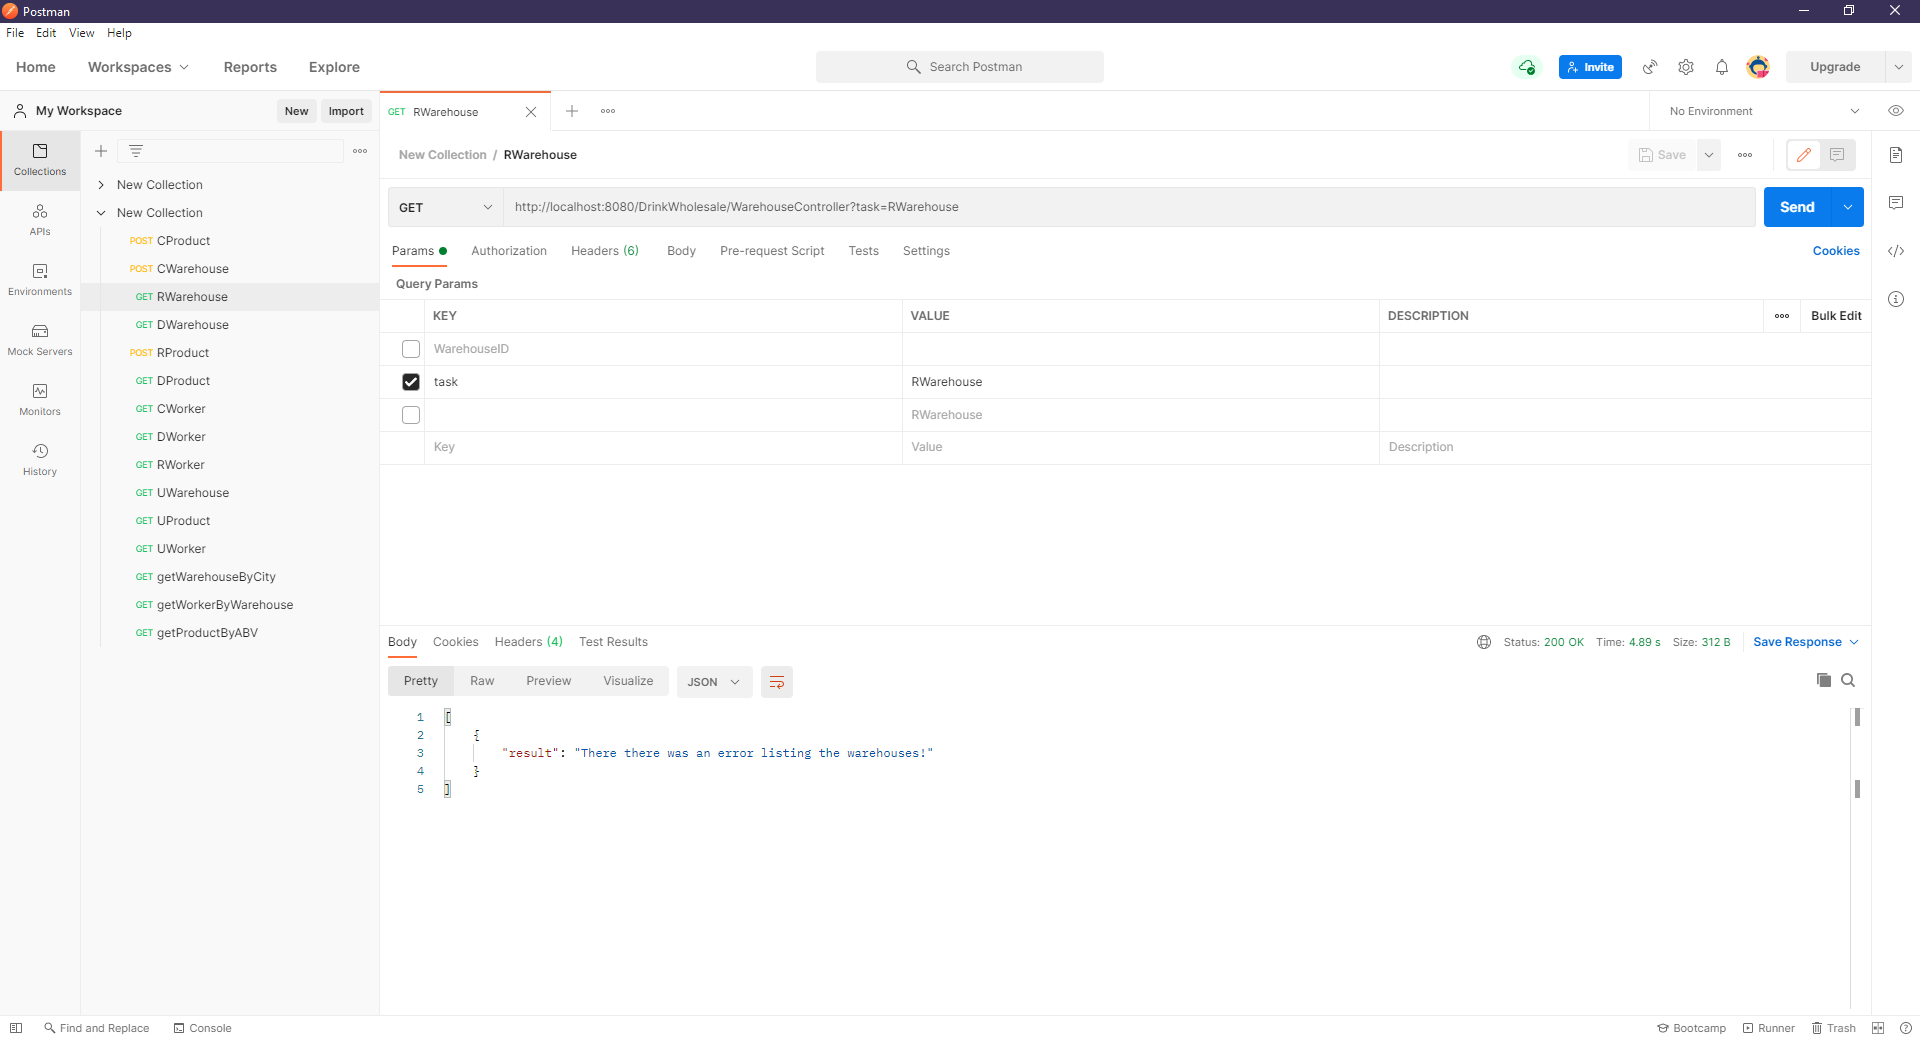 Postman
File Edit View Help
Home Workspaces Reports Explore Search Postman Invite Upgrade
My Workspace New Import GET RWarehouse No Environment
Collections
APIs
Environments
Mock Servers
Monitors
History
New Collection
New Collection
POST CProduct
POST CWarehouse
GET RWarehouse
GET DWarehouse
POST RProduct
GET DProduct
GET CWorker
GET DWorker
GET RWorker
GET UWarehouse
GET UProduct
GET UWorker
GET getWarehouseByCity
GET getWorkerByWarehouse
GET getProductByABV
New Collection / RWarehouse Save
GET http://localhost:8080/DrinkWholesale/WarehouseController?task=RWarehouse Send
Params Authorization Headers (6) Body Pre-request Script Tests Settings Cookies
Query Params
KEY VALUE DESCRIPTION Bulk Edit
WarehouseID
task RWarehouse
RWarehouse
Key Value Description
Body Cookies Headers (4) Test Results Status: 200 OK Time: 4.89 s Size: 312 B Save Response
Pretty Raw Preview Visualize JSON
1 [
2 {
3 "result": "There there was an error listing the warehouses!"
4 }
5 ]
Find and Replace Console Bootcamp Runner Trash